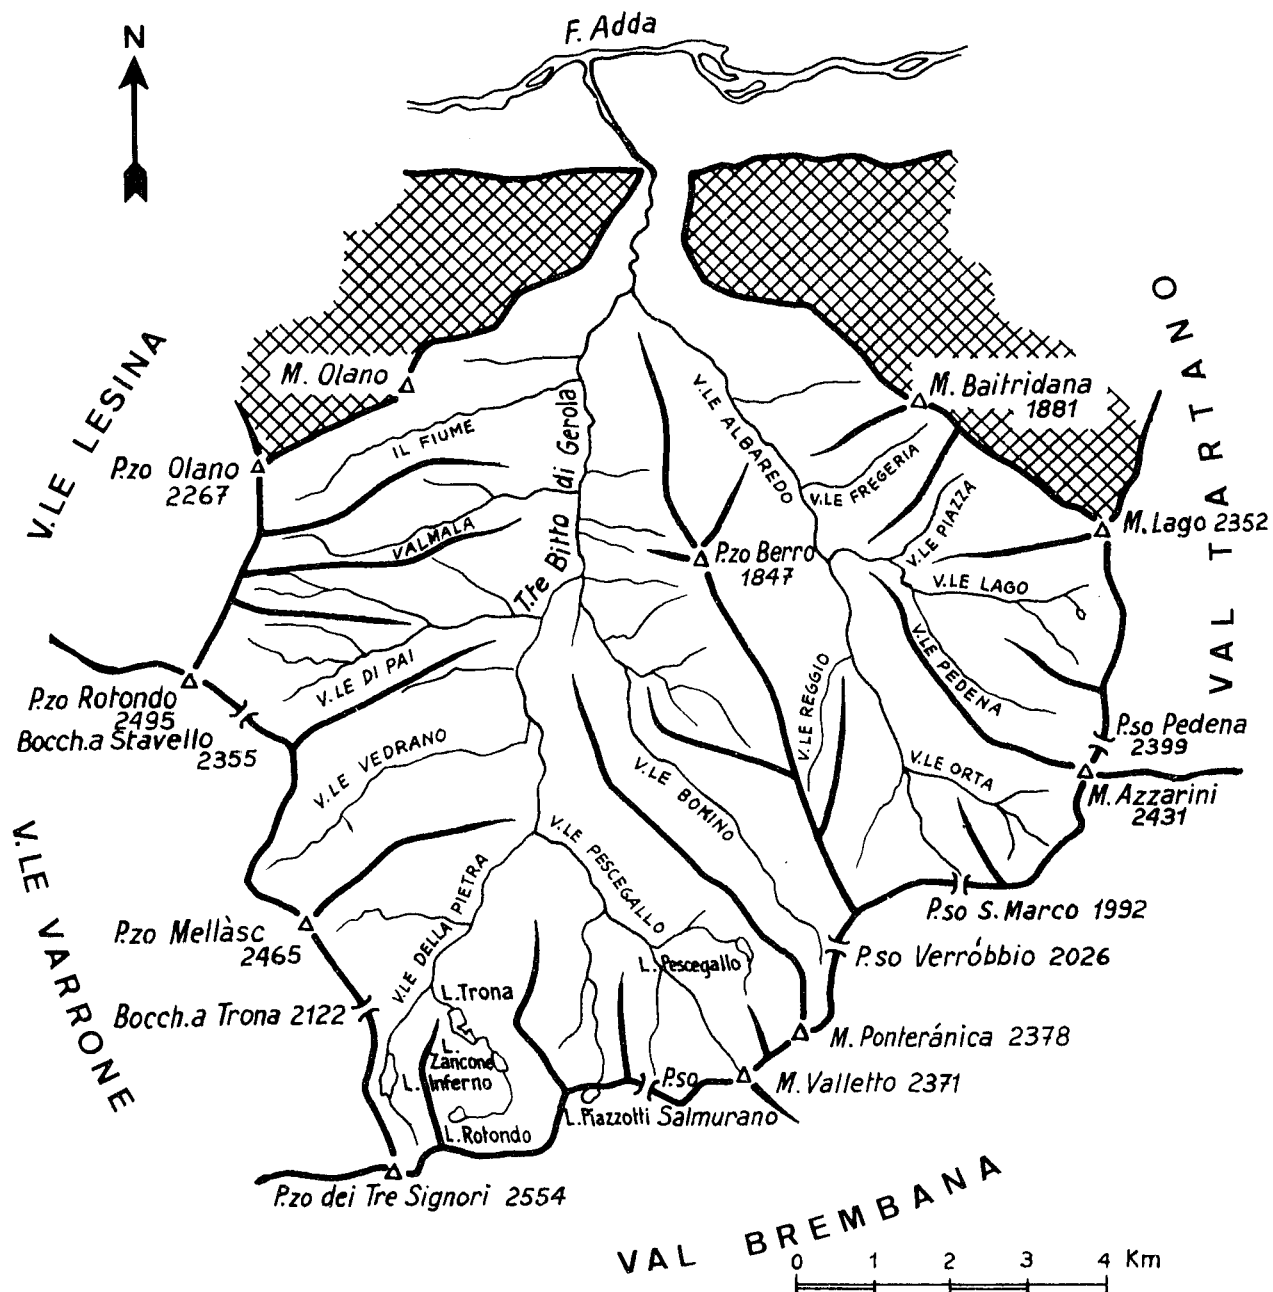 F. Adda
N
V.LE LESINA
M. Olano
P.zo Olano
2267
IL FIUME
VALMALA
T.te Bitto di Gerola
V.LE ALBAREDO
M. Baitridana
1881
V.LE FREGERIA
V.LE PIAZZA
VAL TARTANO
M. Lago 2352
V.LE LAGO
P.zo Berro
1847
V.LE PEDENA
V.LE DI PAI
P.zo Rotondo
2495
Bocch.a Stavello
2355
V.LE REGGIO
P.so Pedena
2399
V.LE VEDRANO
V.LE BOMINO
V.LE ORTA
M. Azzarini
2431
V.LE PESCEGALLO
V.LE VARRONE
V.LE DELLA PIETRA
P.zo Mellàsc
2465
P.so S. Marco 1992
P.so Verróbbio 2026
L. Pescegallo
L. Trona
Bocch.a Trona 2122
M. Ponteránica 2378
L.
Zancone
L. Inferno
P.so
M. Valletto 2371
L. Piazzotti Salmurano
L. Rotondo
P.zo dei Tre Signori 2554
VAL BREMBANA
0 1 2 3 4 Km